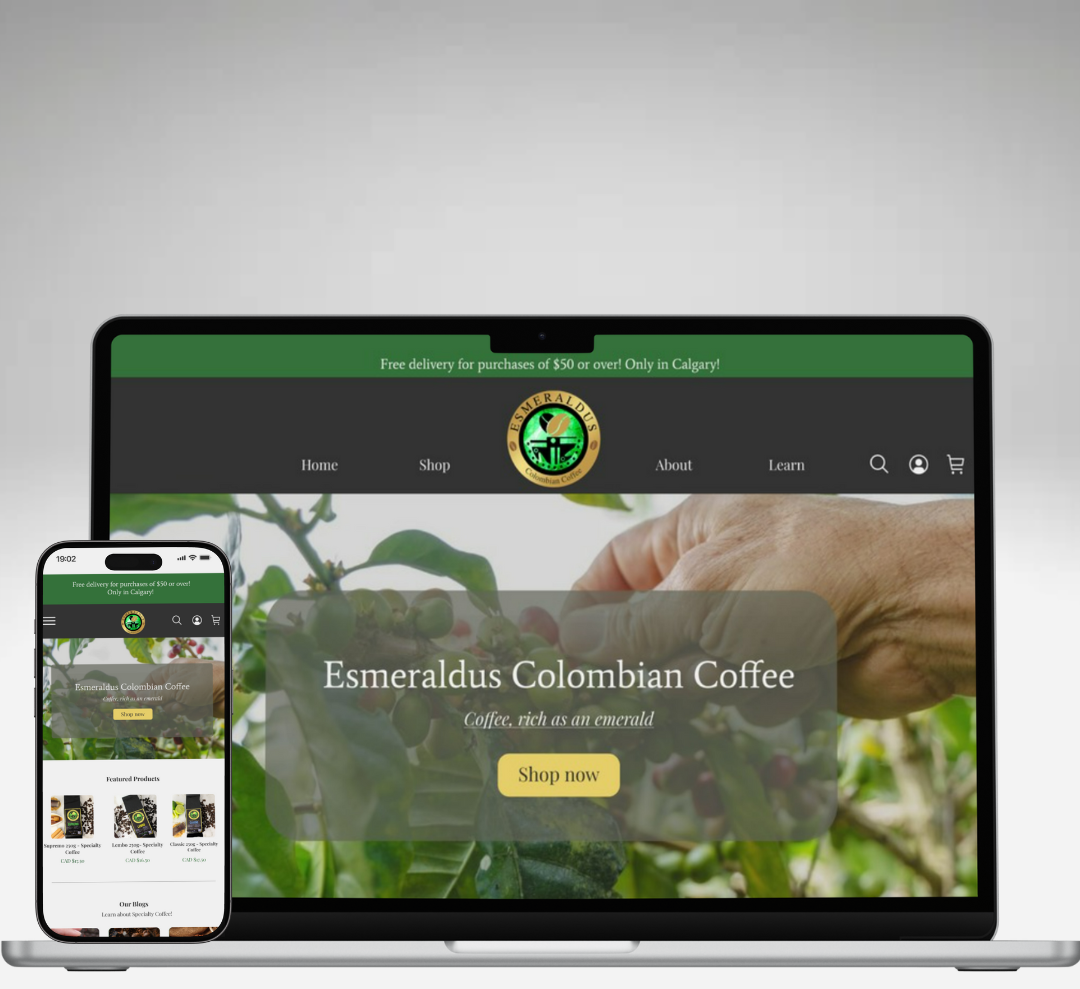 Free delivery for purchases of $50 or over! Only in Calgary!
ESMERALDUS
Colombian Coffee
Home
Shop
About
Learn
Esmeraldus Colombian Coffee
Coffee, rich as an emerald
Shop now
19:02
Free delivery for purchases of $50 or over!
Only in Calgary!
Esmeraldus Colombian Coffee
Coffee, rich as an emerald
Shop now
Featured Products
Supremo 250g - Specialty
Coffee
CAD
Lembo 250g- Specialty
Coffee
CAD
Classic 250g - Specialty
Coffee
CAD
Our Blogs
Learn about Specialty Coffee!